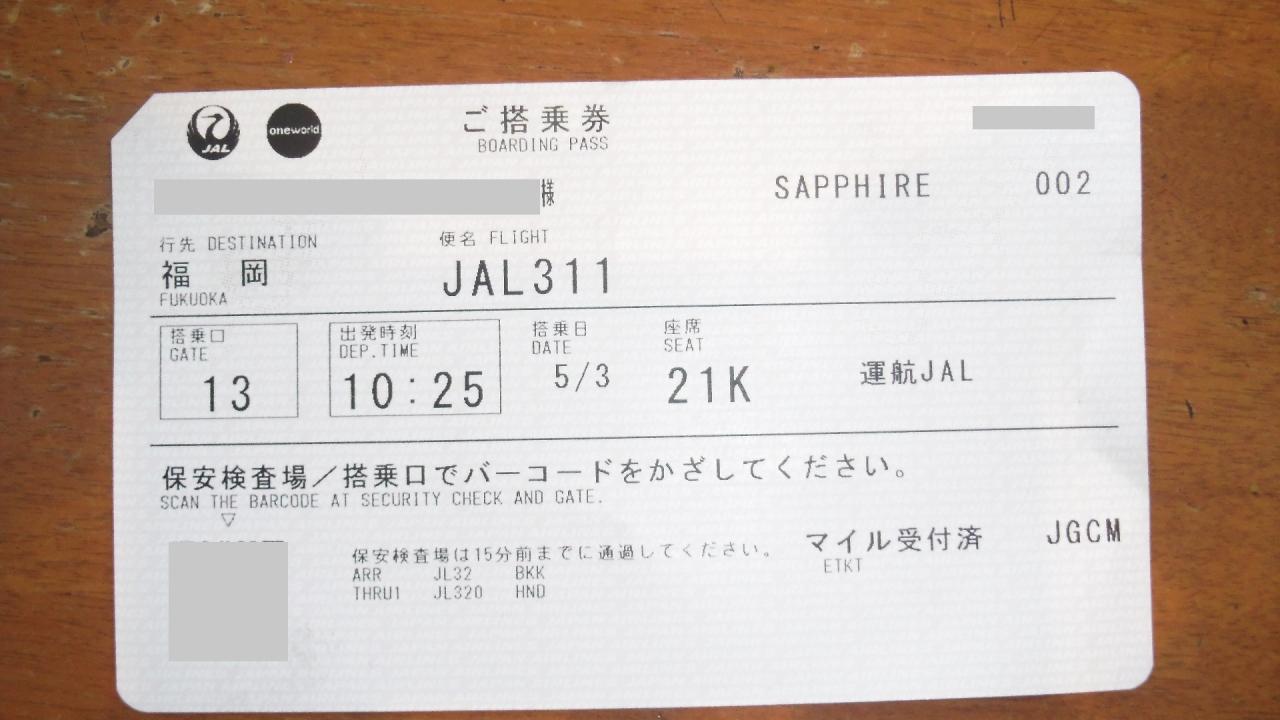 JAL
oneworld
ご搭乗券
BOARDING PASS
様
SAPPHIRE 002
行先 DESTINATION
便名 FLIGHT
福 岡
FUKUOKA
JAL311
搭乗口
GATE
13
出発時刻
DEP.TIME
10:25
搭乗日
DATE
5/3
座席
SEAT
21K
運航JAL
保安検査場/搭乗口でバーコードをかざしてください。
SCAN THE BARCODE AT SECURITY CHECK AND GATE.
▽
保安検査場は15分前までに通過してください。
ARR JL32 BKK
THRU1 JL320 HND
マイル受付済 JGCM
ETKT